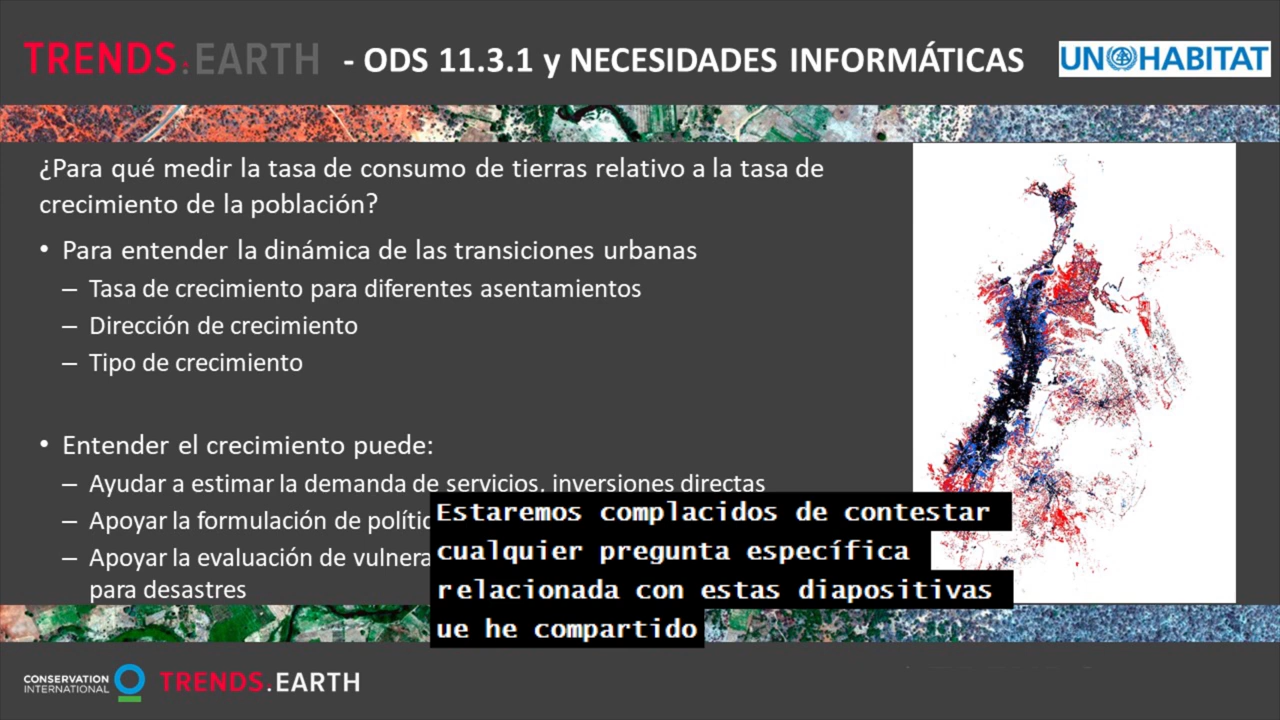 TRENDS.EARTH - ODS 11.3.1 y NECESIDADES INFORMÁTICAS UN HABITAT
¿Para qué medir la tasa de consumo de tierras relativo a la tasa de
crecimiento de la población?
• Para entender la dinámica de las transiciones urbanas
– Tasa de crecimiento para diferentes asentamientos
– Dirección de crecimiento
– Tipo de crecimiento
• Entender el crecimiento puede:
– Ayudar a estimar la demanda de servicios, inversiones directas
– Apoyar la formulación de
– Apoyar la evaluación de
para desastres
Estaremos complacidos de contestar
cualquier pregunta específica
relacionada con estas diapositivas
ue he compartido
CONSERVATION
INTERNATIONAL
TRENDS.EARTH